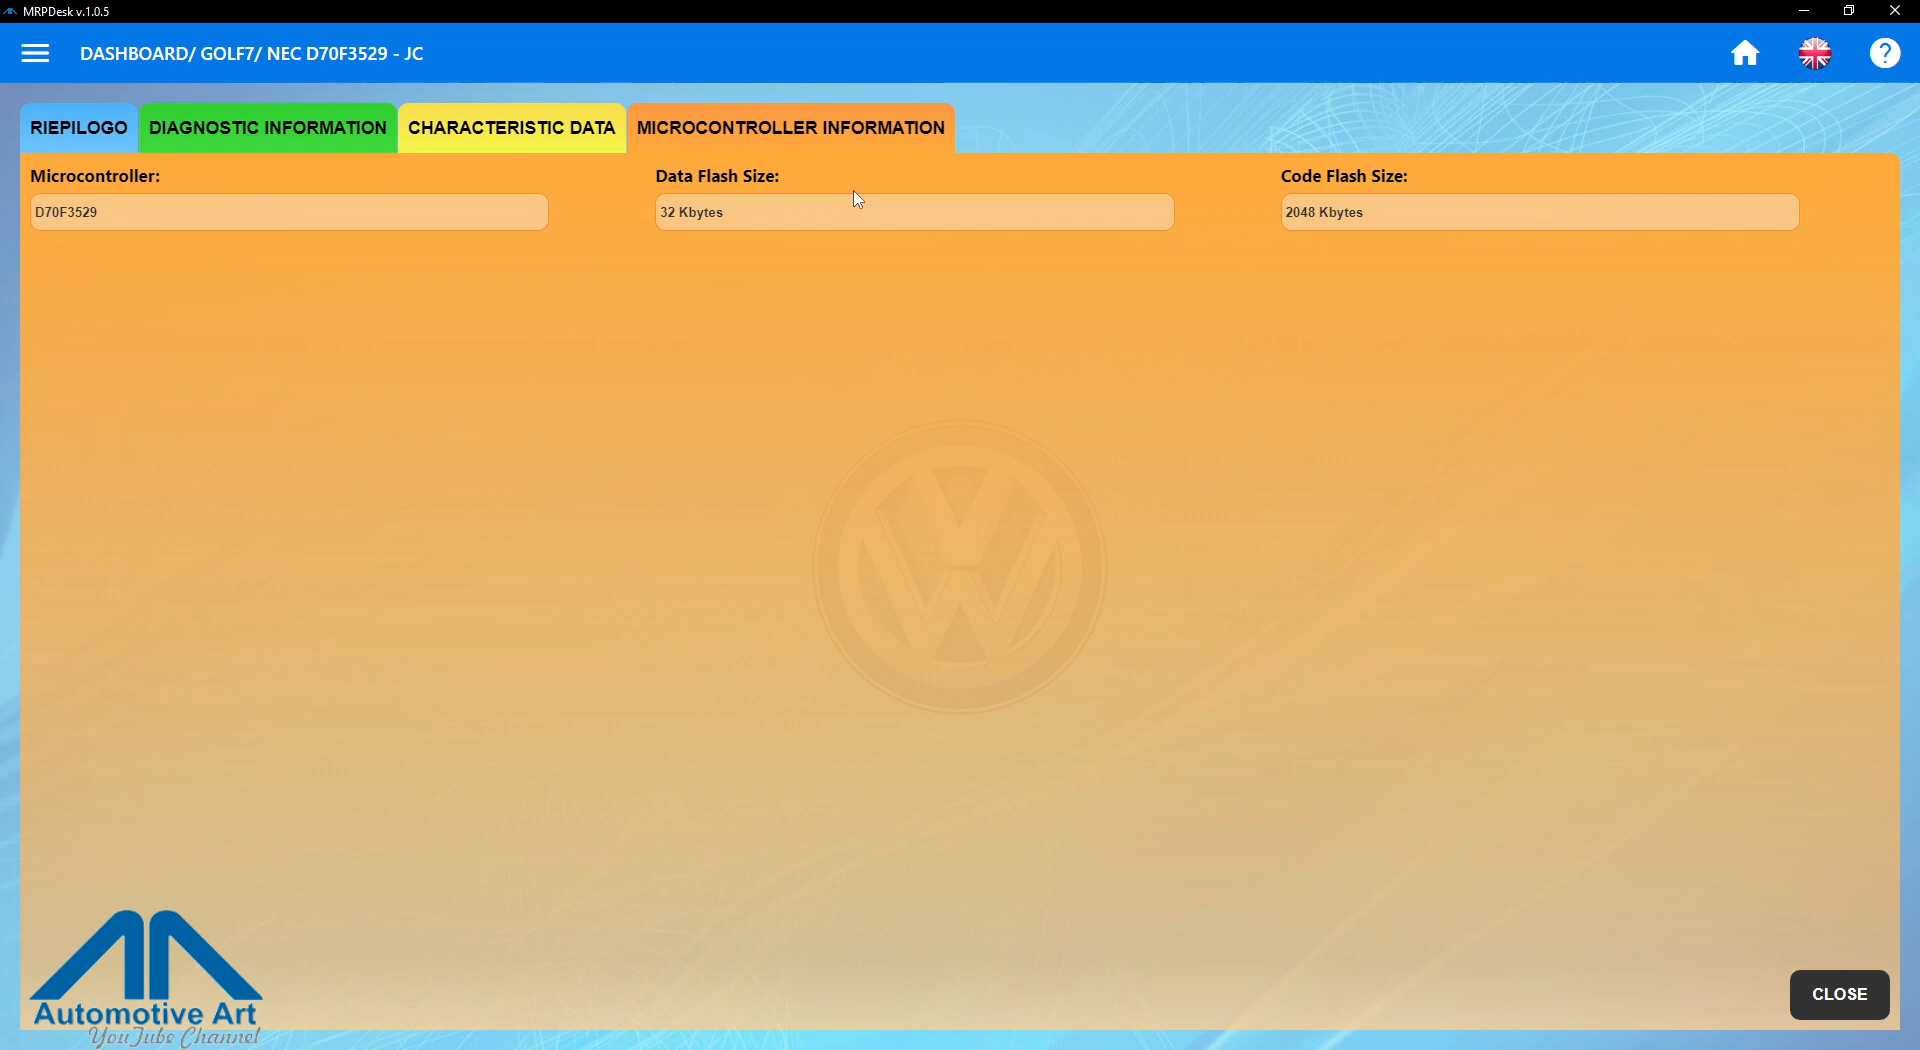 MRPDesk v.1.0.5
DASHBOARD/ GOLF7/ NEC D70F3529 - JC
RIEPILOGO DIAGNOSTIC INFORMATION CHARACTERISTIC DATA MICROCONTROLLER INFORMATION
Microcontroller: Data Flash Size: Code Flash Size:
D70F3529 32 Kbytes 2048 Kbytes
CLOSE
Automotive Art
YouTube Channel